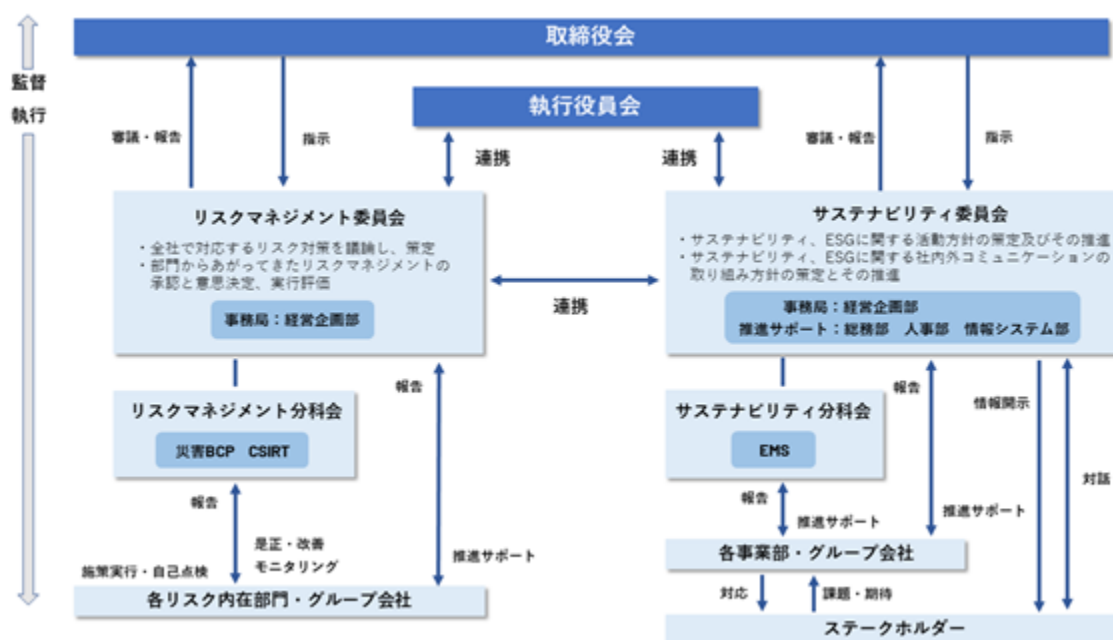 取締役会
監督
執行
執行役員会
審議・報告
指示
連携
連携
審議・報告
指示
リスクマネジメント委員会
・全社で対応するリスク対策を議論し、策定
・部門からあがってきたリスクマネジメントの
承認と意思決定、実行評価
事務局：経営企画部
連携
サステナビリティ委員会
・サステナビリティ、ESGに関する活動方針の策定及びその推進
・サステナビリティ、ESGに関する社内外コミュニケーションの
取り組み方針の策定とその推進
事務局：経営企画部
推進サポート：総務部　人事部　情報システム部
リスクマネジメント分科会
災害BCP　CSIRT
報告
報告
是正・改善
モニタリング
施策実行・自己点検
推進サポート
各リスク内在部門・グループ会社
サステナビリティ分科会
EMS
報告
情報開示
対話
報告
推進サポート
推進サポート
各事業部・グループ会社
対応
課題・期待
ステークホルダー